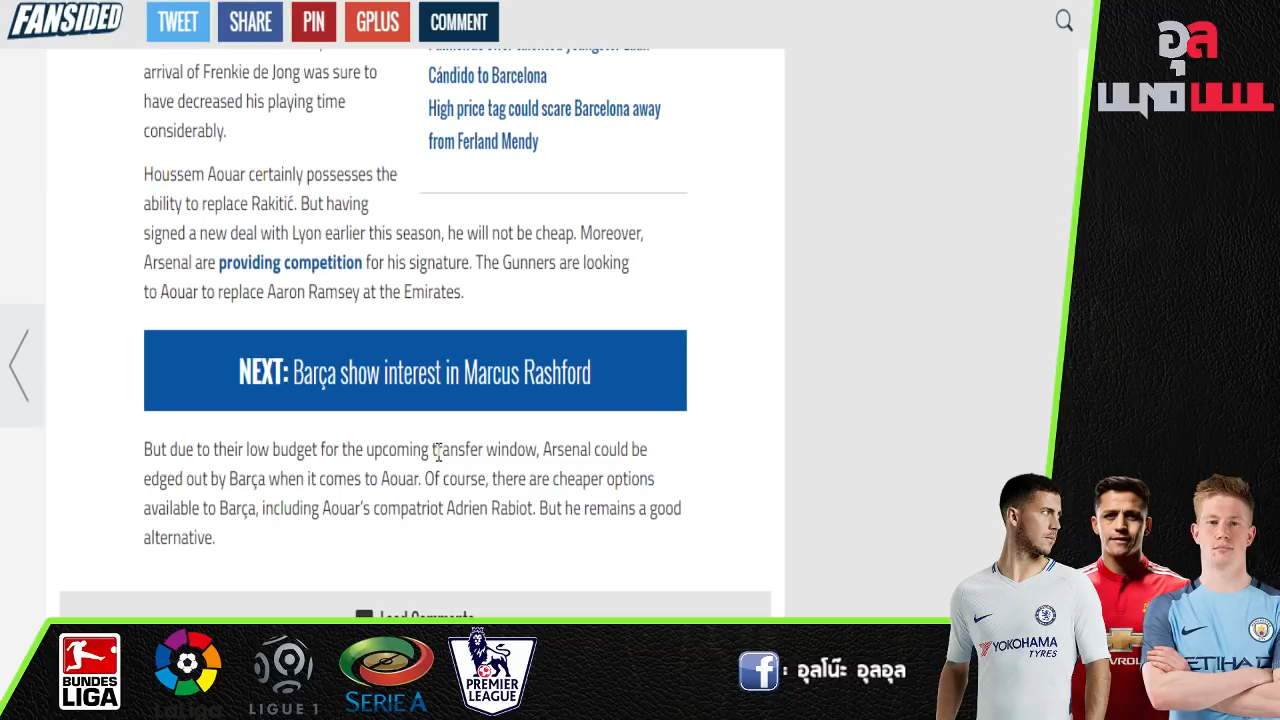 FANSIDED
TWEET
SHARE
PIN
GPLUS
COMMENT
arrival of Frenkie de Jong was sure to
have decreased his playing time
considerably.
Cándido to Barcelona
High price tag could scare Barcelona away
from Ferland Mendy
Houssem Aouar certainly possesses the
ability to replace Rakitić. But having
signed a new deal with Lyon earlier this season, he will not be cheap. Moreover,
Arsenal are providing competition for his signature. The Gunners are looking
to Aouar to replace Aaron Ramsey at the Emirates.
NEXT: Barça show interest in Marcus Rashford
But due to their low budget for the upcoming transfer window, Arsenal could be
edged out by Barça when it comes to Aouar. Of course, there are cheaper options
available to Barça, including Aouar's compatriot Adrien Rabiot. But he remains a good
alternative.
Load Comments
BUNDES
LIGA
LaLiga
LIGUE 1
SERIE A
PREMIER
LEAGUE
f : อุลโน๊ะ อุลอุล
YOKOHAMA
TYRES